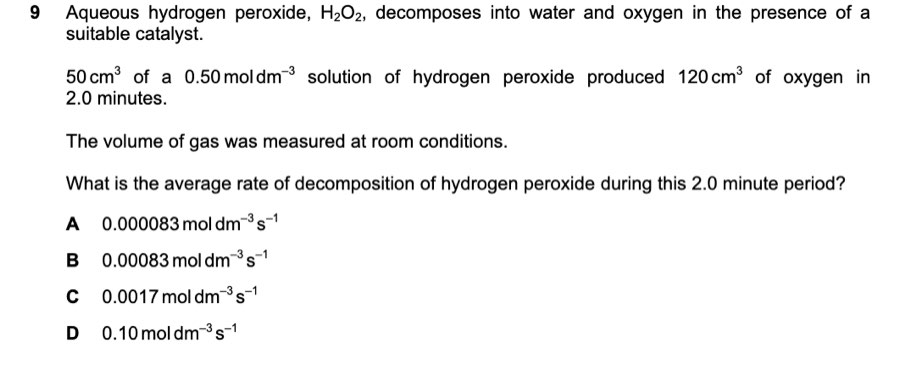 9 Aqueous hydrogen peroxide, H₂O₂, decomposes into water and oxygen in the presence of a
suitable catalyst.
50 cm³ of a 0.50 mol dm⁻³ solution of hydrogen peroxide produced 120 cm³ of oxygen in
2.0 minutes.
The volume of gas was measured at room conditions.
What is the average rate of decomposition of hydrogen peroxide during this 2.0 minute period?
A 0.000083 mol dm⁻³ s⁻¹
B 0.00083 mol dm⁻³ s⁻¹
C 0.0017 mol dm⁻³ s⁻¹
D 0.10 mol dm⁻³ s⁻¹